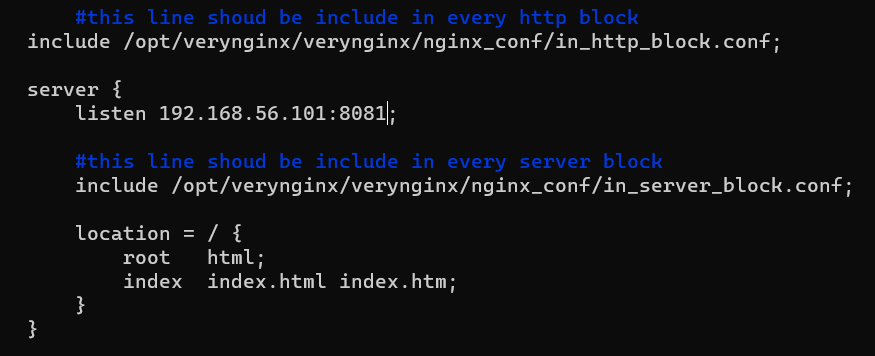 #this line shoud be include in every http block
include /opt/verynginx/verynginx/nginx_conf/in_http_block.conf;
server {
listen 192.168.56.101:8081;
#this line shoud be include in every server block
include /opt/verynginx/verynginx/nginx_conf/in_server_block.conf;
location = / {
root   html;
index  index.html index.htm;
}
}